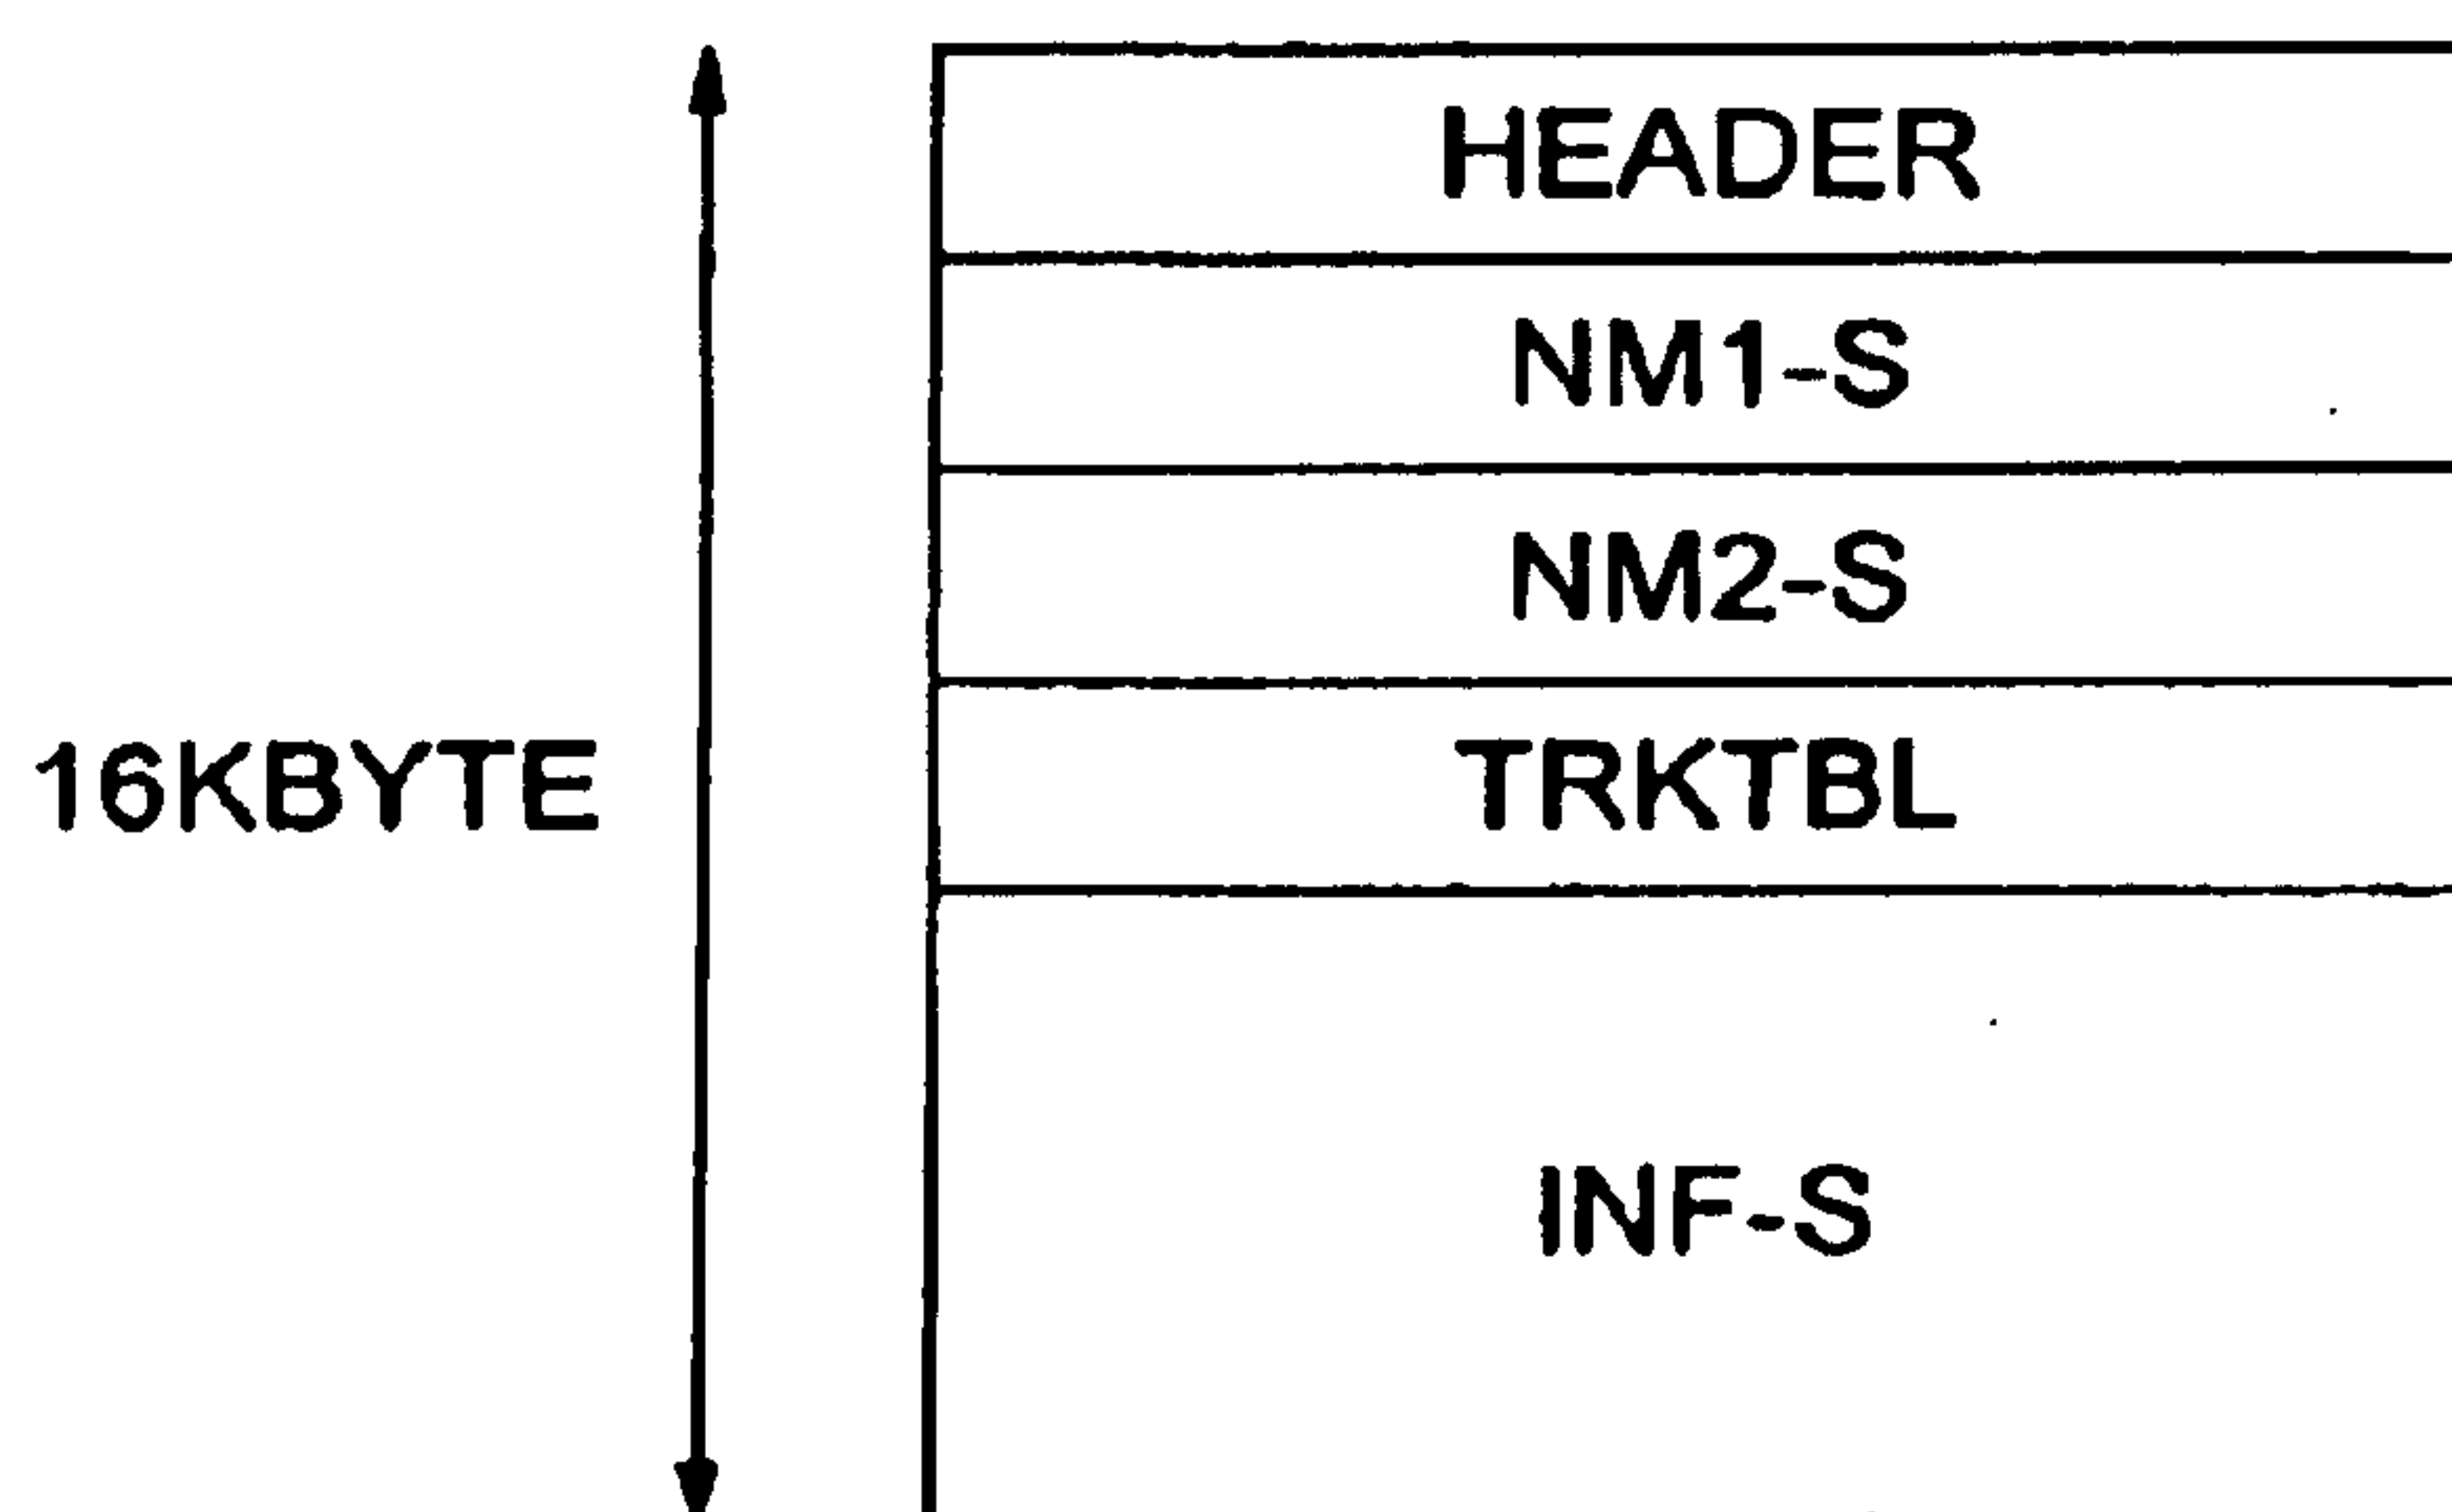 HEADER
NM1-S
NM2-S
16KBYTE
TRKTBL
INF-S